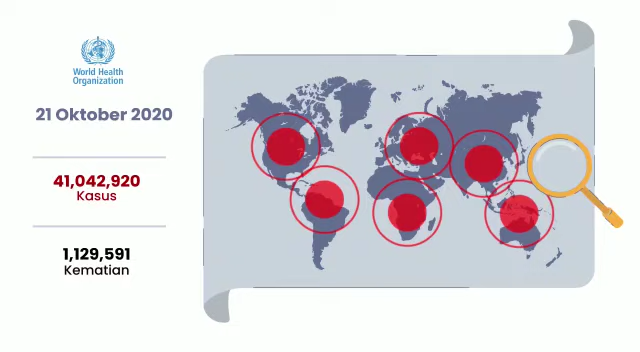 World Health
Organization
21 Oktober 2020
41,042,920
Kasus
1,129,591
Kematian